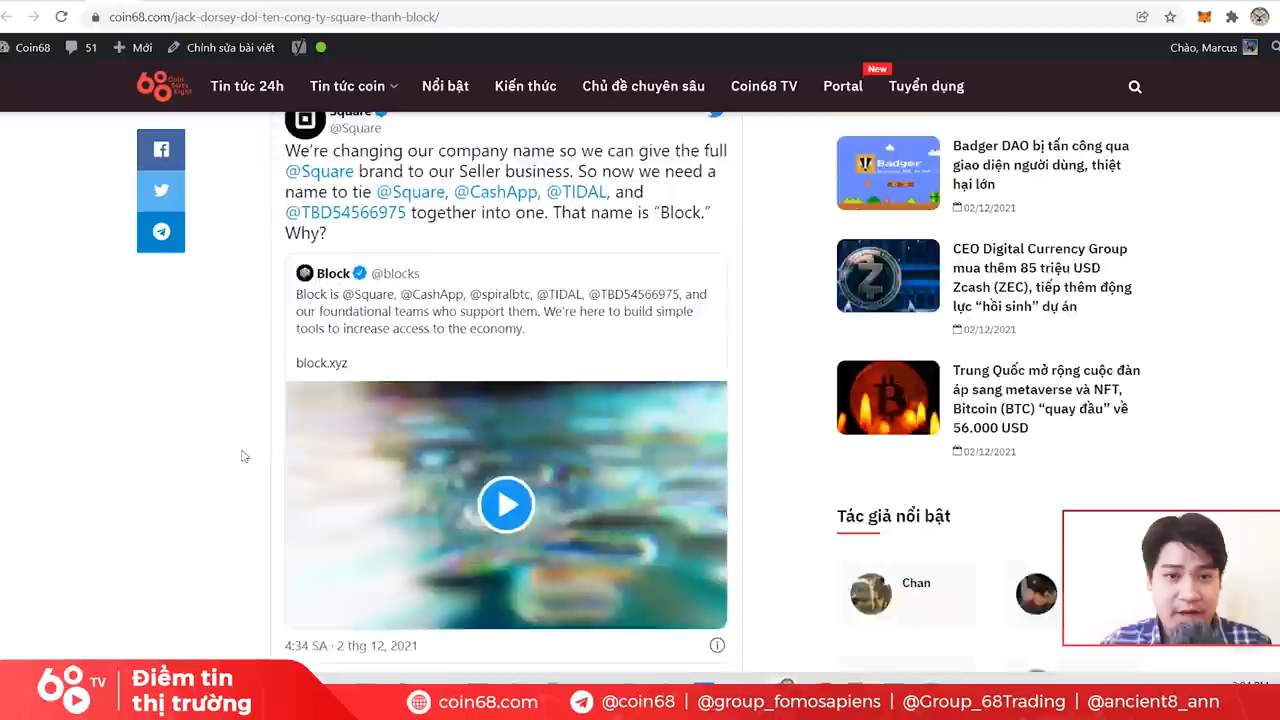 coin68.com/jack-dorsey-doi-ten-cong-ty-square-thanh-block/
Coin68
51
Mới
Chỉnh sửa bài viết
Chào, Marcus
68 Coin Sixty Eight
Tin tức 24h
Tin tức coin
Nổi bật
Kiến thức
Chủ đề chuyên sâu
Coin68 TV
Portal
New
Tuyển dụng
Square
@Square
We're changing our company name so we can give the full
@Square brand to our Seller business. So now we need a
name to tie @Square, @CashApp, @TIDAL, and
@TBD54566975 together into one. That name is “Block.”
Why?
Block @blocks
Block is @Square, @CashApp, @spiralbtc, @TIDAL, @TBD54566975, and
our foundational teams who support them. We're here to build simple
tools to increase access to the economy.
block.xyz
4:34 SA · 2 thg 12, 2021
Badger
Badger DAO bị tấn công qua
giao diện người dùng, thiệt
hại lớn
02/12/2021
CEO Digital Currency Group
mua thêm 85 triệu USD
Zcash (ZEC), tiếp thêm động
lực “hồi sinh” dự án
02/12/2021
Trung Quốc mở rộng cuộc đàn
áp sang metaverse và NFT,
Bitcoin (BTC) “quay đầu” về
56.000 USD
02/12/2021
Tác giả nổi bật
Chan
68 TV
Điểm tin
thị trường
coin68.com
@coin68 | @group_fomosapiens | @Group_68Trading | @ancient8_ann